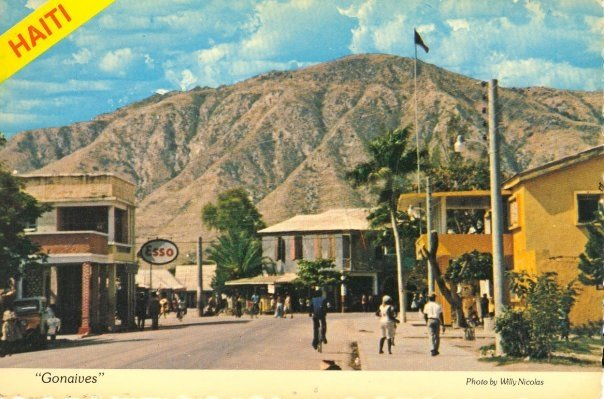 HAITI
ESSO
"Gonaives"
Photo by Willy Nicolas